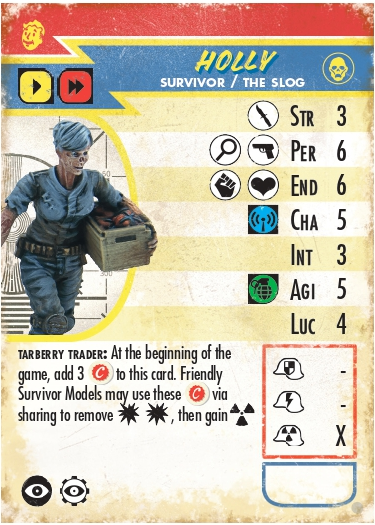 HOLLY
SURVIVOR / THE SLOG
STR 3
PER 6
END 6
CHA 5
INT 3
AGI 5
LUC 4
TARBERRY TRADER: At the beginning of the
game, add 3 C to this card. Friendly
Survivor Models may use these C via
sharing to remove , then gain
-
-
X